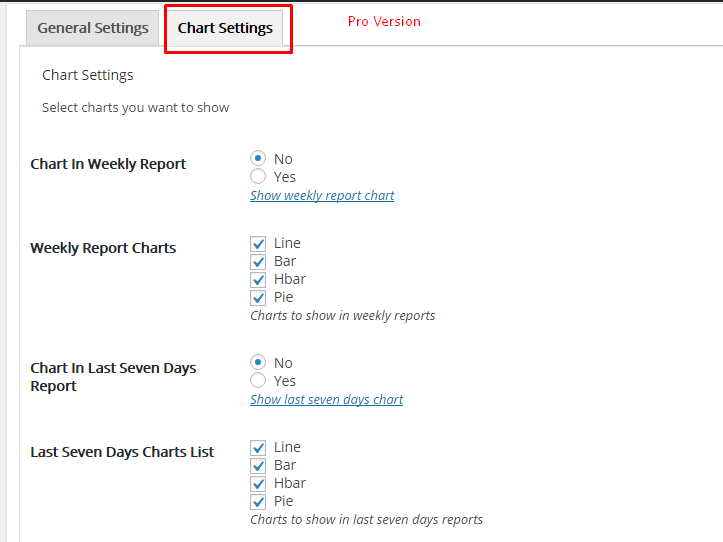 General Settings
Chart Settings
Pro Version
Chart Settings
Select charts you want to show
Chart In Weekly Report
No
Yes
Show weekly report chart
Weekly Report Charts
Line
Bar
Hbar
Pie
Charts to show in weekly reports
Chart In Last Seven Days
Report
No
Yes
Show last seven days chart
Last Seven Days Charts List
Line
Bar
Hbar
Pie
Charts to show in last seven days reports